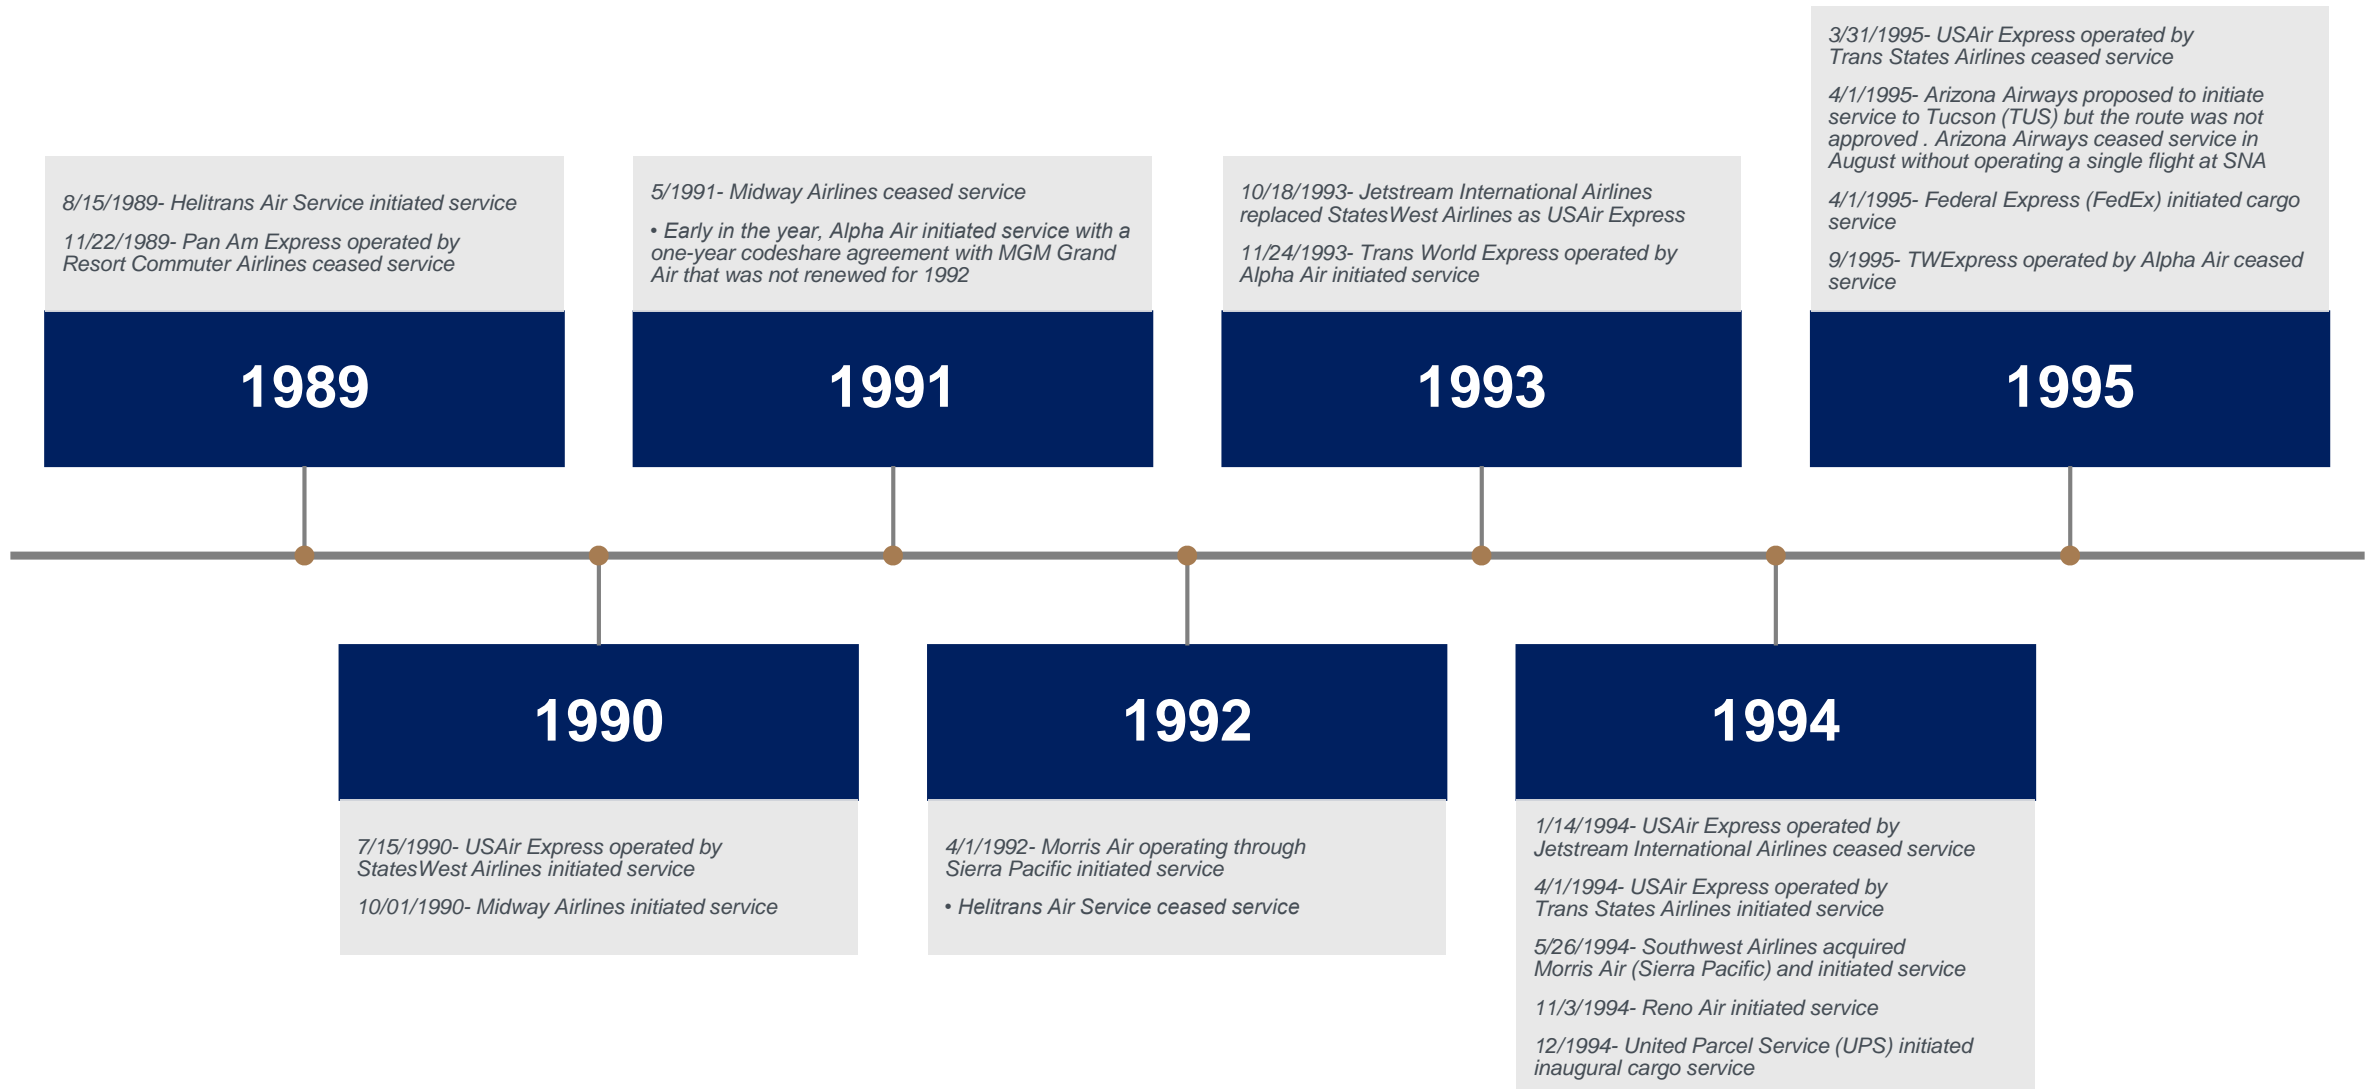 8/15/1989- Helitrans Air Service initiated service
11/22/1989- Pan Am Express operated by
Resort Commuter Airlines ceased service
1989
7/15/1990- USAir Express operated by
StatesWest Airlines initiated service
10/01/1990- Midway Airlines initiated service
1990
5/1991- Midway Airlines ceased service
• Early in the year, Alpha Air initiated service with a
one-year codeshare agreement with MGM Grand
Air that was not renewed for 1992
1991
1992
4/1/1992- Morris Air operating through
Sierra Pacific initiated service
• Helitrans Air Service ceased service
10/18/1993- Jetstream International Airlines
replaced StatesWest Airlines as USAir Express
11/24/1993- Trans World Express operated by
Alpha Air initiated service
1993
1994
1/14/1994- USAir Express operated by
Jetstream International Airlines ceased service
4/1/1994- USAir Express operated by
Trans States Airlines initiated service
5/26/1994- Southwest Airlines acquired
Morris Air (Sierra Pacific) and initiated service
11/3/1994- Reno Air initiated service
12/1994- United Parcel Service (UPS) initiated
inaugural cargo service
3/31/1995- USAir Express operated by
Trans States Airlines ceased service
4/1/1995- Arizona Airways proposed to initiate
service to Tucson (TUS) but the route was not
approved . Arizona Airways ceased service in
August without operating a single flight at SNA
4/1/1995- Federal Express (FedEx) initiated cargo
service
9/1995- TWExpress operated by Alpha Air ceased
service
1995